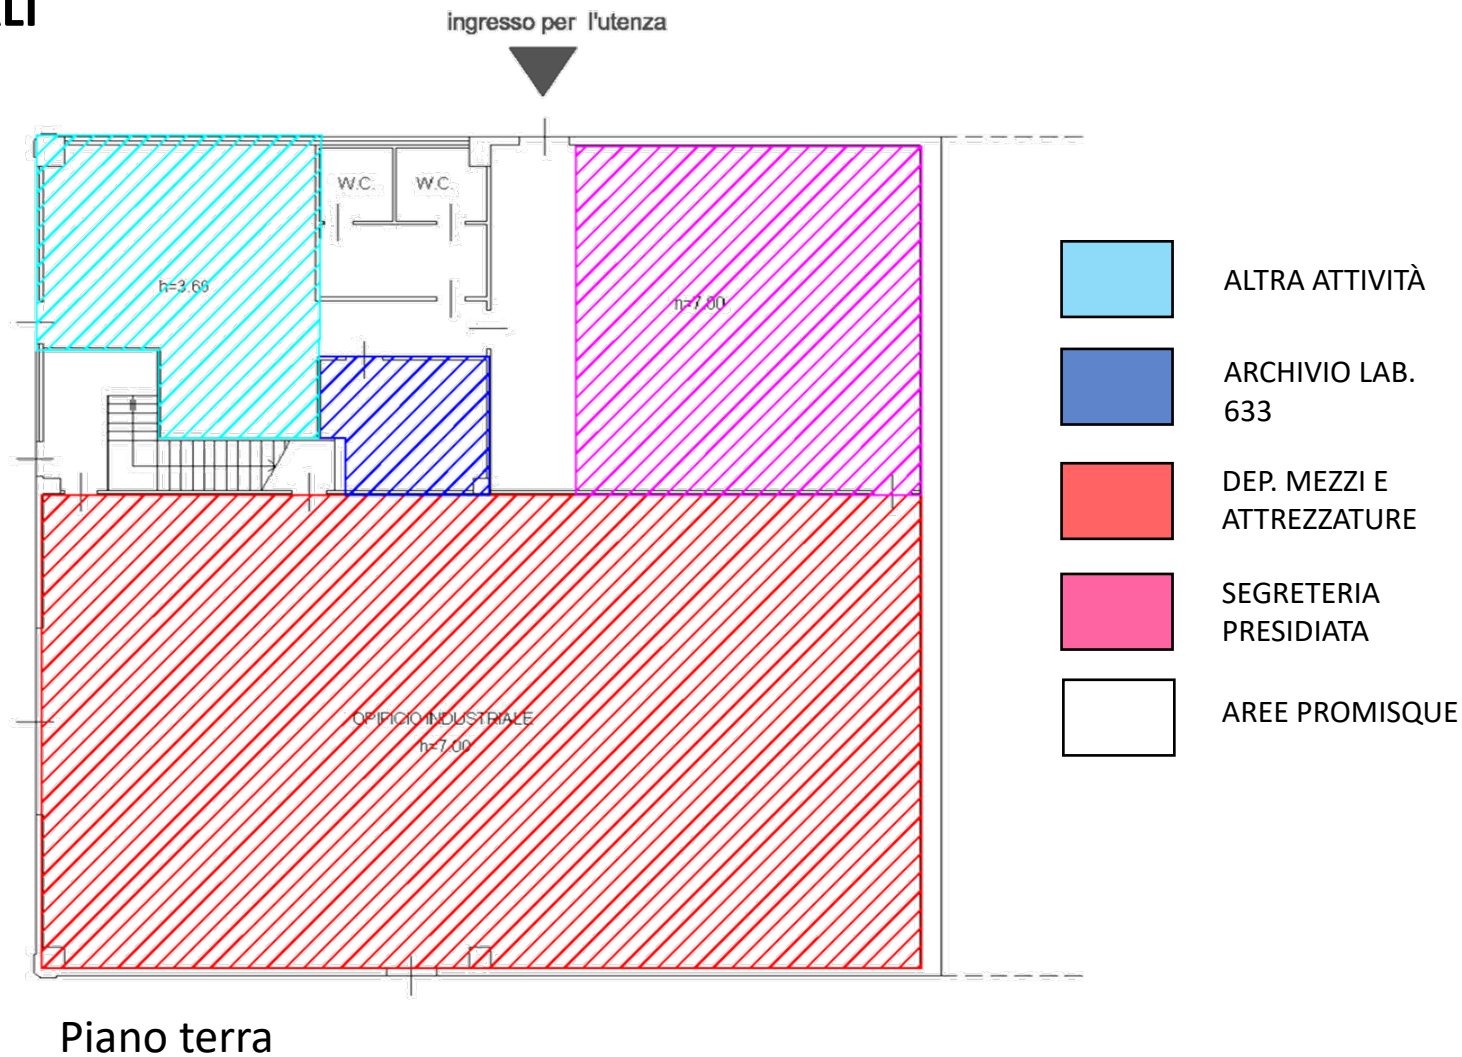 ingresso per l'utenza
W.C. W.C.
h=3.66
h=7.00
ALTRA ATTIVITÀ
ARCHIVIO LAB.
633
DEP. MEZZI E
ATTREZZATURE
SEGRETERIA
PRESIDIATA
AREE PROMISQUE
OPIFICIO INDUSTRIALE
h=7.00
Piano terra